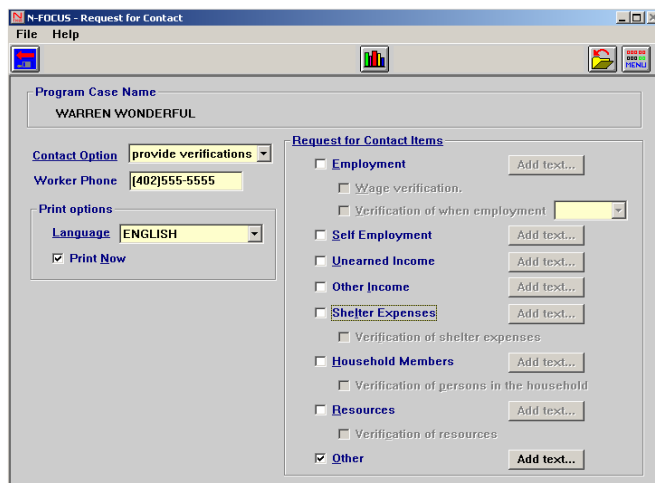 N-FOCUS - Request for Contact
File Help
MENU
Program Case Name
WARREN WONDERFUL
Contact Option provide verifications
Worker Phone (402)555-5555
Print options
Language ENGLISH
Print Now
Request for Contact Items
Employment Add text...
Wage verification.
Verification of when employment
Self Employment Add text...
Unearned Income Add text...
Other Income Add text...
Shelter Expenses Add text...
Verification of shelter expenses
Household Members Add text...
Verification of persons in the household
Resources Add text...
Verification of resources
Other Add text...